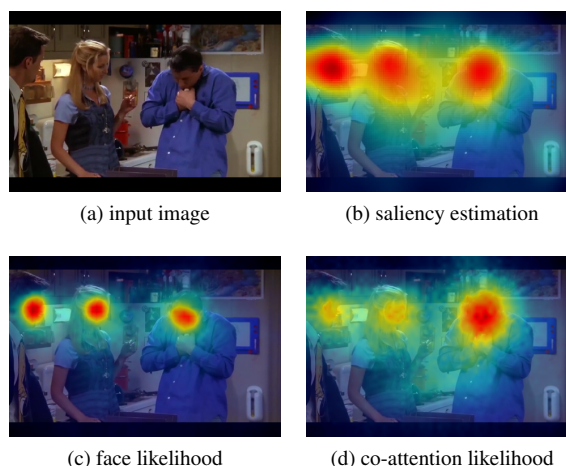 (a) input image
(b) saliency estimation
(c) face likelihood
(d) co-attention likelihood